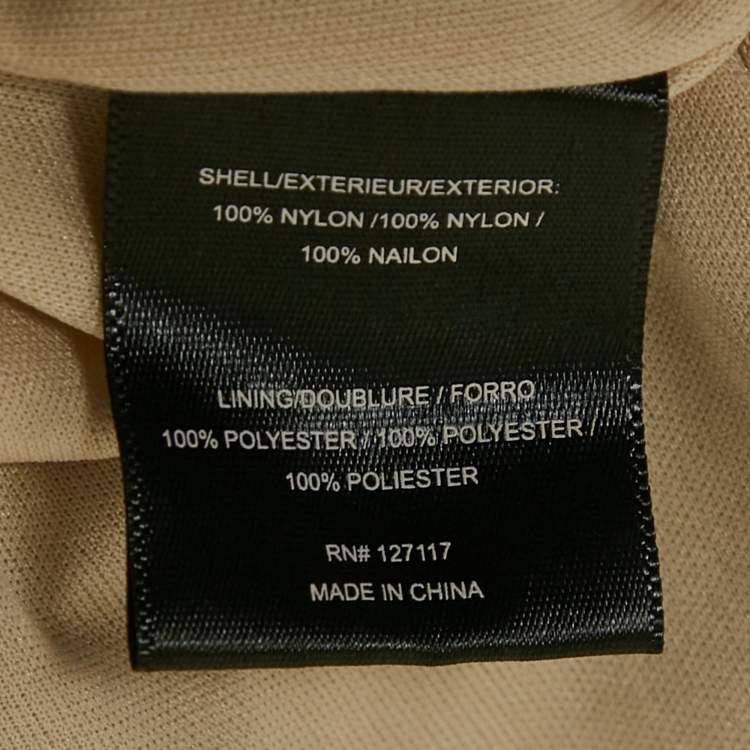 SHELL/EXTERIEUR/EXTERIOR:
100% NYLON /100% NYLON /
100% NAILON
LINING/DOUBLURE / FORRO
100% POLYESTER / 100% POLYESTER /
100% POLIESTER
RN# 127117
MADE IN CHINA